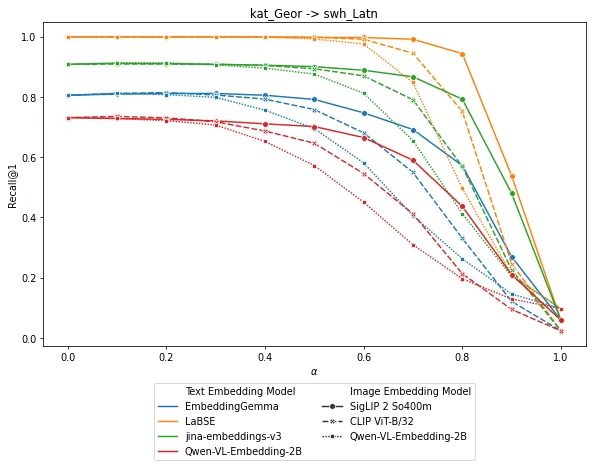 kat_Geor -> swh_Latn
1.0
0.8
0.6
0.4
0.2
0.0
Recall@1
0.0 0.2 0.4 0.6 0.8 1.0
α
Text Embedding Model
EmbeddingGemma
LaBSE
jina-embeddings-v3
Qwen-VL-Embedding-2B
Image Embedding Model
SigLIP 2 So400m
CLIP ViT-B/32
Qwen-VL-Embedding-2B